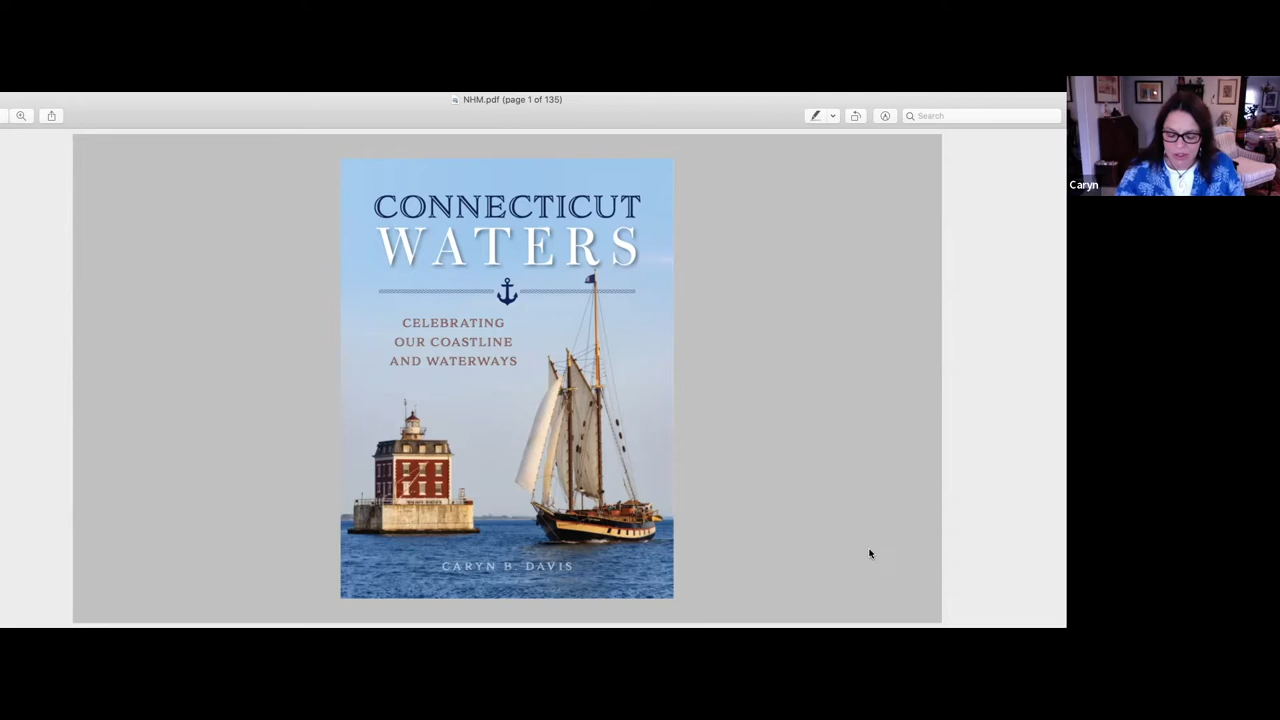 NHM.pdf (page 1 of 135)
Search
CONNECTICUT
WATERS
CELEBRATING
OUR COASTLINE
AND WATERWAYS
CARYN B. DAVIS
Caryn